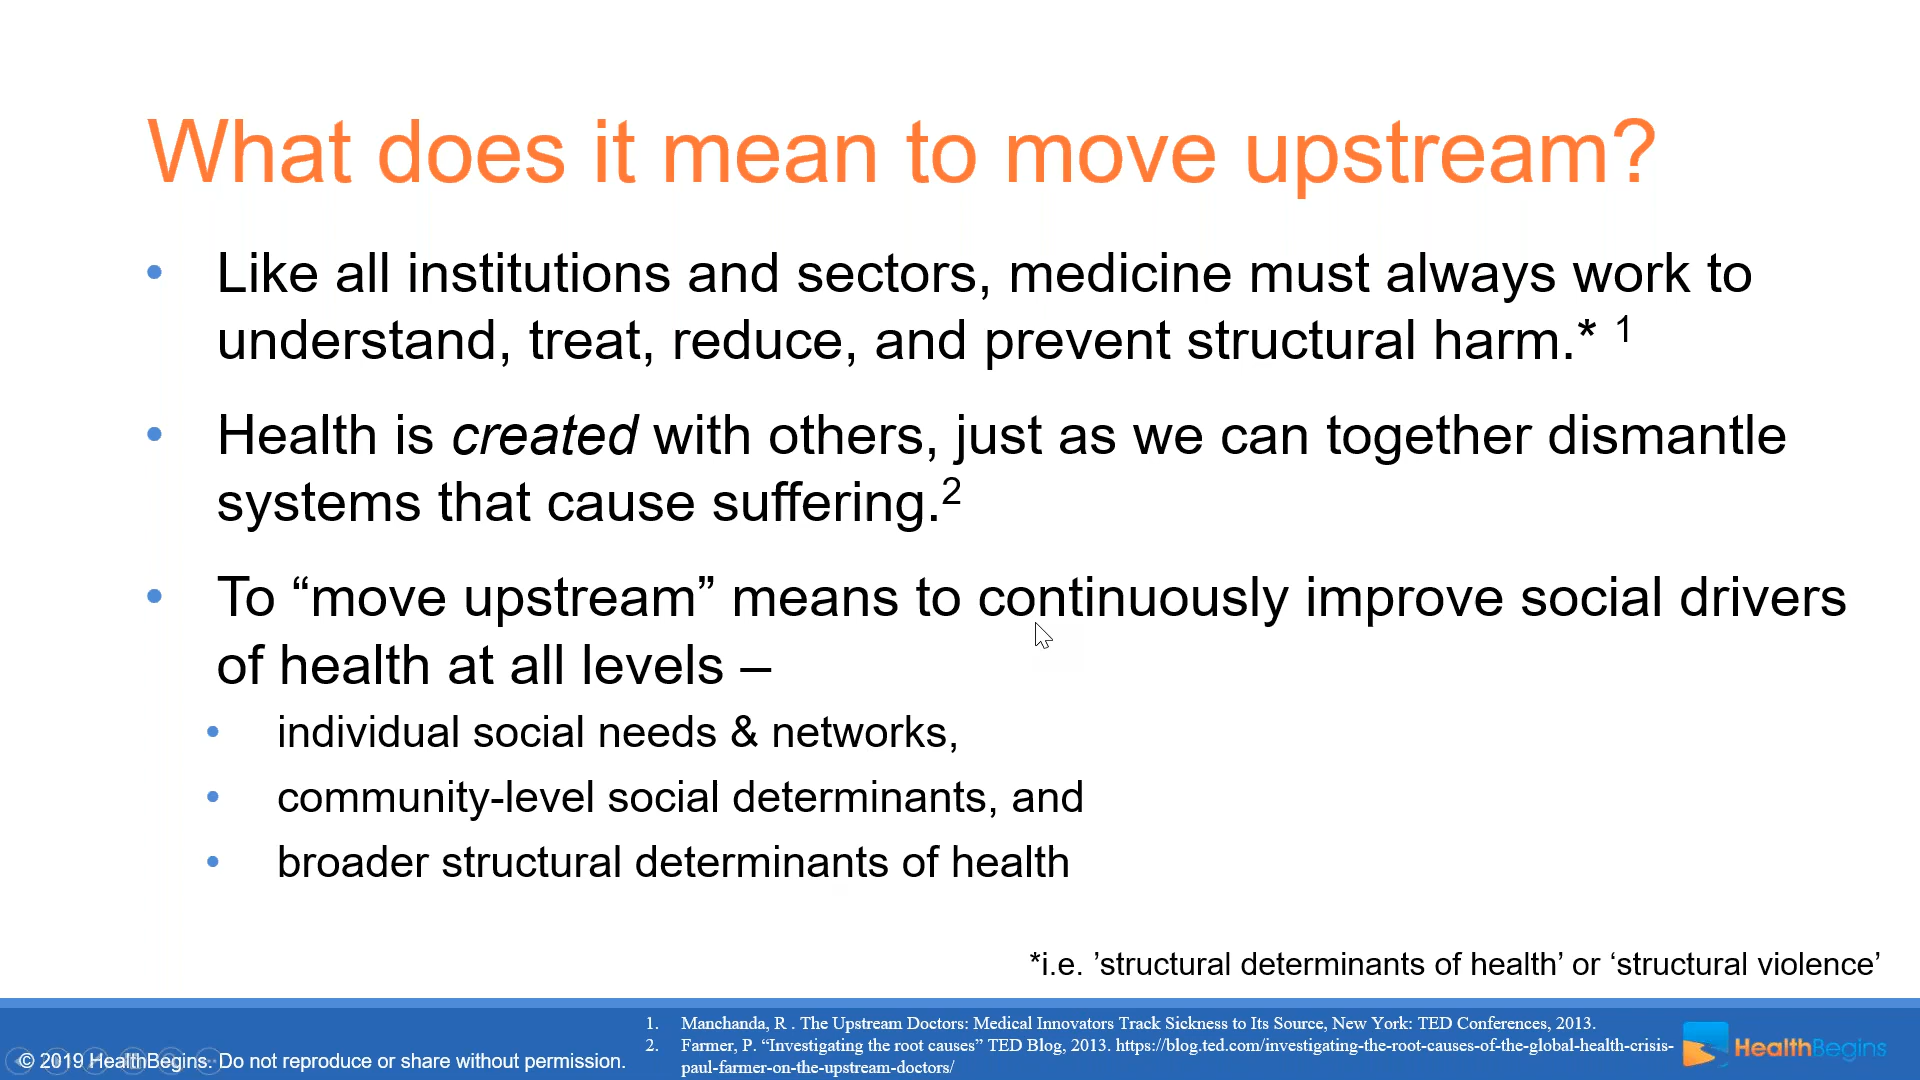 What does it mean to move upstream?
• Like all institutions and sectors, medicine must always work to
understand, treat, reduce, and prevent structural harm.* 1
• Health is created with others, just as we can together dismantle
systems that cause suffering.2
• To “move upstream” means to continuously improve social drivers
of health at all levels –
• individual social needs & networks,
• community-level social determinants, and
• broader structural determinants of health
*i.e. ’structural determinants of health’ or ‘structural violence’
© 2019 HealthBegins. Do not reproduce or share without permission.
1. Manchanda, R . The Upstream Doctors: Medical Innovators Track Sickness to Its Source, New York: TED Conferences, 2013.
2. Farmer, P. “Investigating the root causes” TED Blog, 2013. https://blog.ted.com/investigating-the-root-causes-of-the-global-health-crisis-
paul-farmer-on-the-upstream-doctors/
HealthBegins